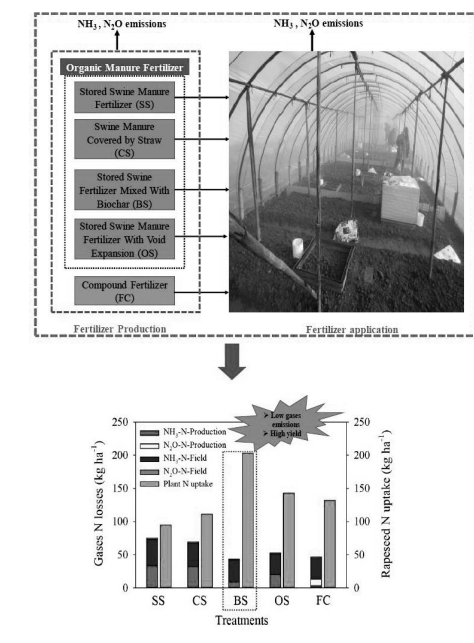 NH3 , N2O emissions
NH3 , N2O emissions
Organic Manure Fertilizer
Stored Swine Manure
Fertilizer (SS)
Swine Manure
Covered by Straw
(CS)
Stored Swine
Fertilizer Mixed With
Biochar (BS)
Stored Swine Manure
Fertilizer With Void
Expansion (OS)
Compound Fertilizer
(FC)
Fertilizer Production
Fertilizer application
Low gases
emissions
High yield
250
200
150
100
50
0
Gases N losses (kg ha-1)
NH3-N-Production
N2O-N-Production
NH3-N-Field
N2O-N-Field
Plant N uptake
250
200
150
100
50
0
Rapeseed N uptake (kg ha-1)
SS CS BS OS FC
Treatments